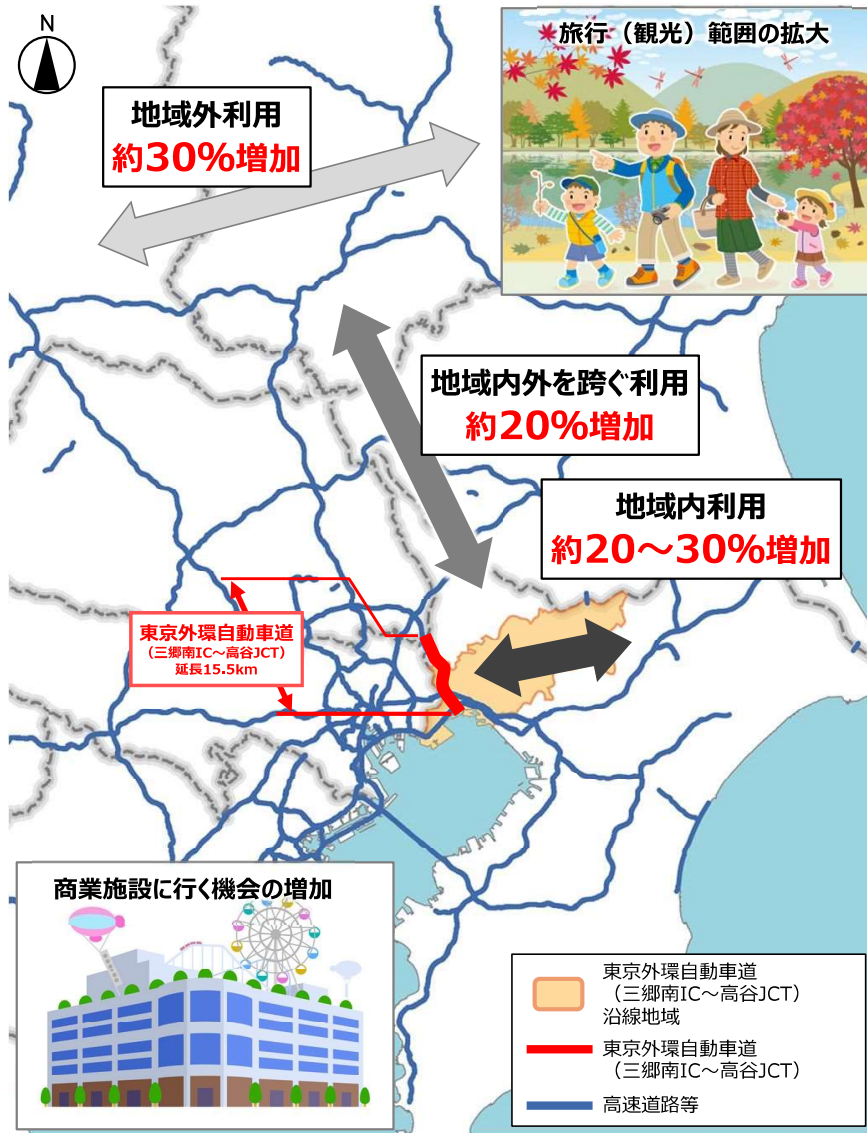 N
旅行（観光）範囲の拡大
地域外利用
約30%増加
地域内外を跨ぐ利用
約20%増加
地域内利用
約20～30%増加
東京外環自動車道
（三郷南IC～高谷JCT）
延長15.5km
商業施設に行く機会の増加
東京外環自動車道
（三郷南IC～高谷JCT）
沿線地域
東京外環自動車道
（三郷南IC～高谷JCT）
高速道路等